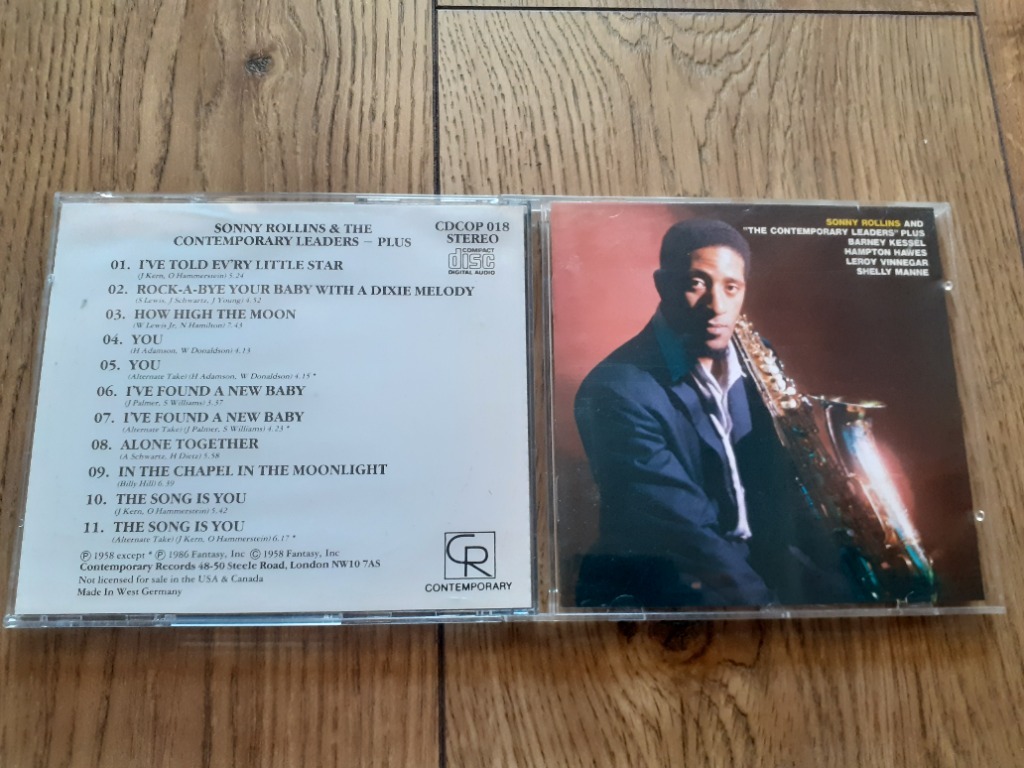 SONNY ROLLINS & THE
CONTEMPORARY LEADERS – PLUS
CDCOP 018
STEREO
COMPACT
disc
DIGITAL AUDIO
01. I'VE TOLD EV'RY LITTLE STAR
(J Kern, O Hammerstein) 5.24
02. ROCK-A-BYE YOUR BABY WITH A DIXIE MELODY
(S Lewis, J Schwartz, J Young) 4.52
03. HOW HIGH THE MOON
(W Lewis Jr, N Hamilton) 7.43
04. YOU
(H Adamson, W Donaldson) 4.13
05. YOU
(Alternate Take) (H Adamson, W Donaldson) 4.15 *
06. I'VE FOUND A NEW BABY
(J Palmer, S Williams) 3.37
07. I'VE FOUND A NEW BABY
(Alternate Take) (J Palmer, S Williams) 4.23 *
08. ALONE TOGETHER
(A Schwartz, H Dietz) 5.58
09. IN THE CHAPEL IN THE MOONLIGHT
(Billy Hill) 6.39
10. THE SONG IS YOU
(J Kern, O Hammerstein) 5.42
11. THE SONG IS YOU
(Alternate Take) (J Kern, O Hammerstein) 6.17 *
℗ 1958 except * ℗ 1986 Fantasy, Inc © 1958 Fantasy, Inc
Contemporary Records 48-50 Steele Road, London NW10 7AS
Not licensed for sale in the USA & Canada
Made In West Germany
CR
CONTEMPORARY
SONNY ROLLINS AND
"THE CONTEMPORARY LEADERS" PLUS
BARNEY KESSEL
HAMPTON HAWES
LEROY VINNEGAR
SHELLY MANNE